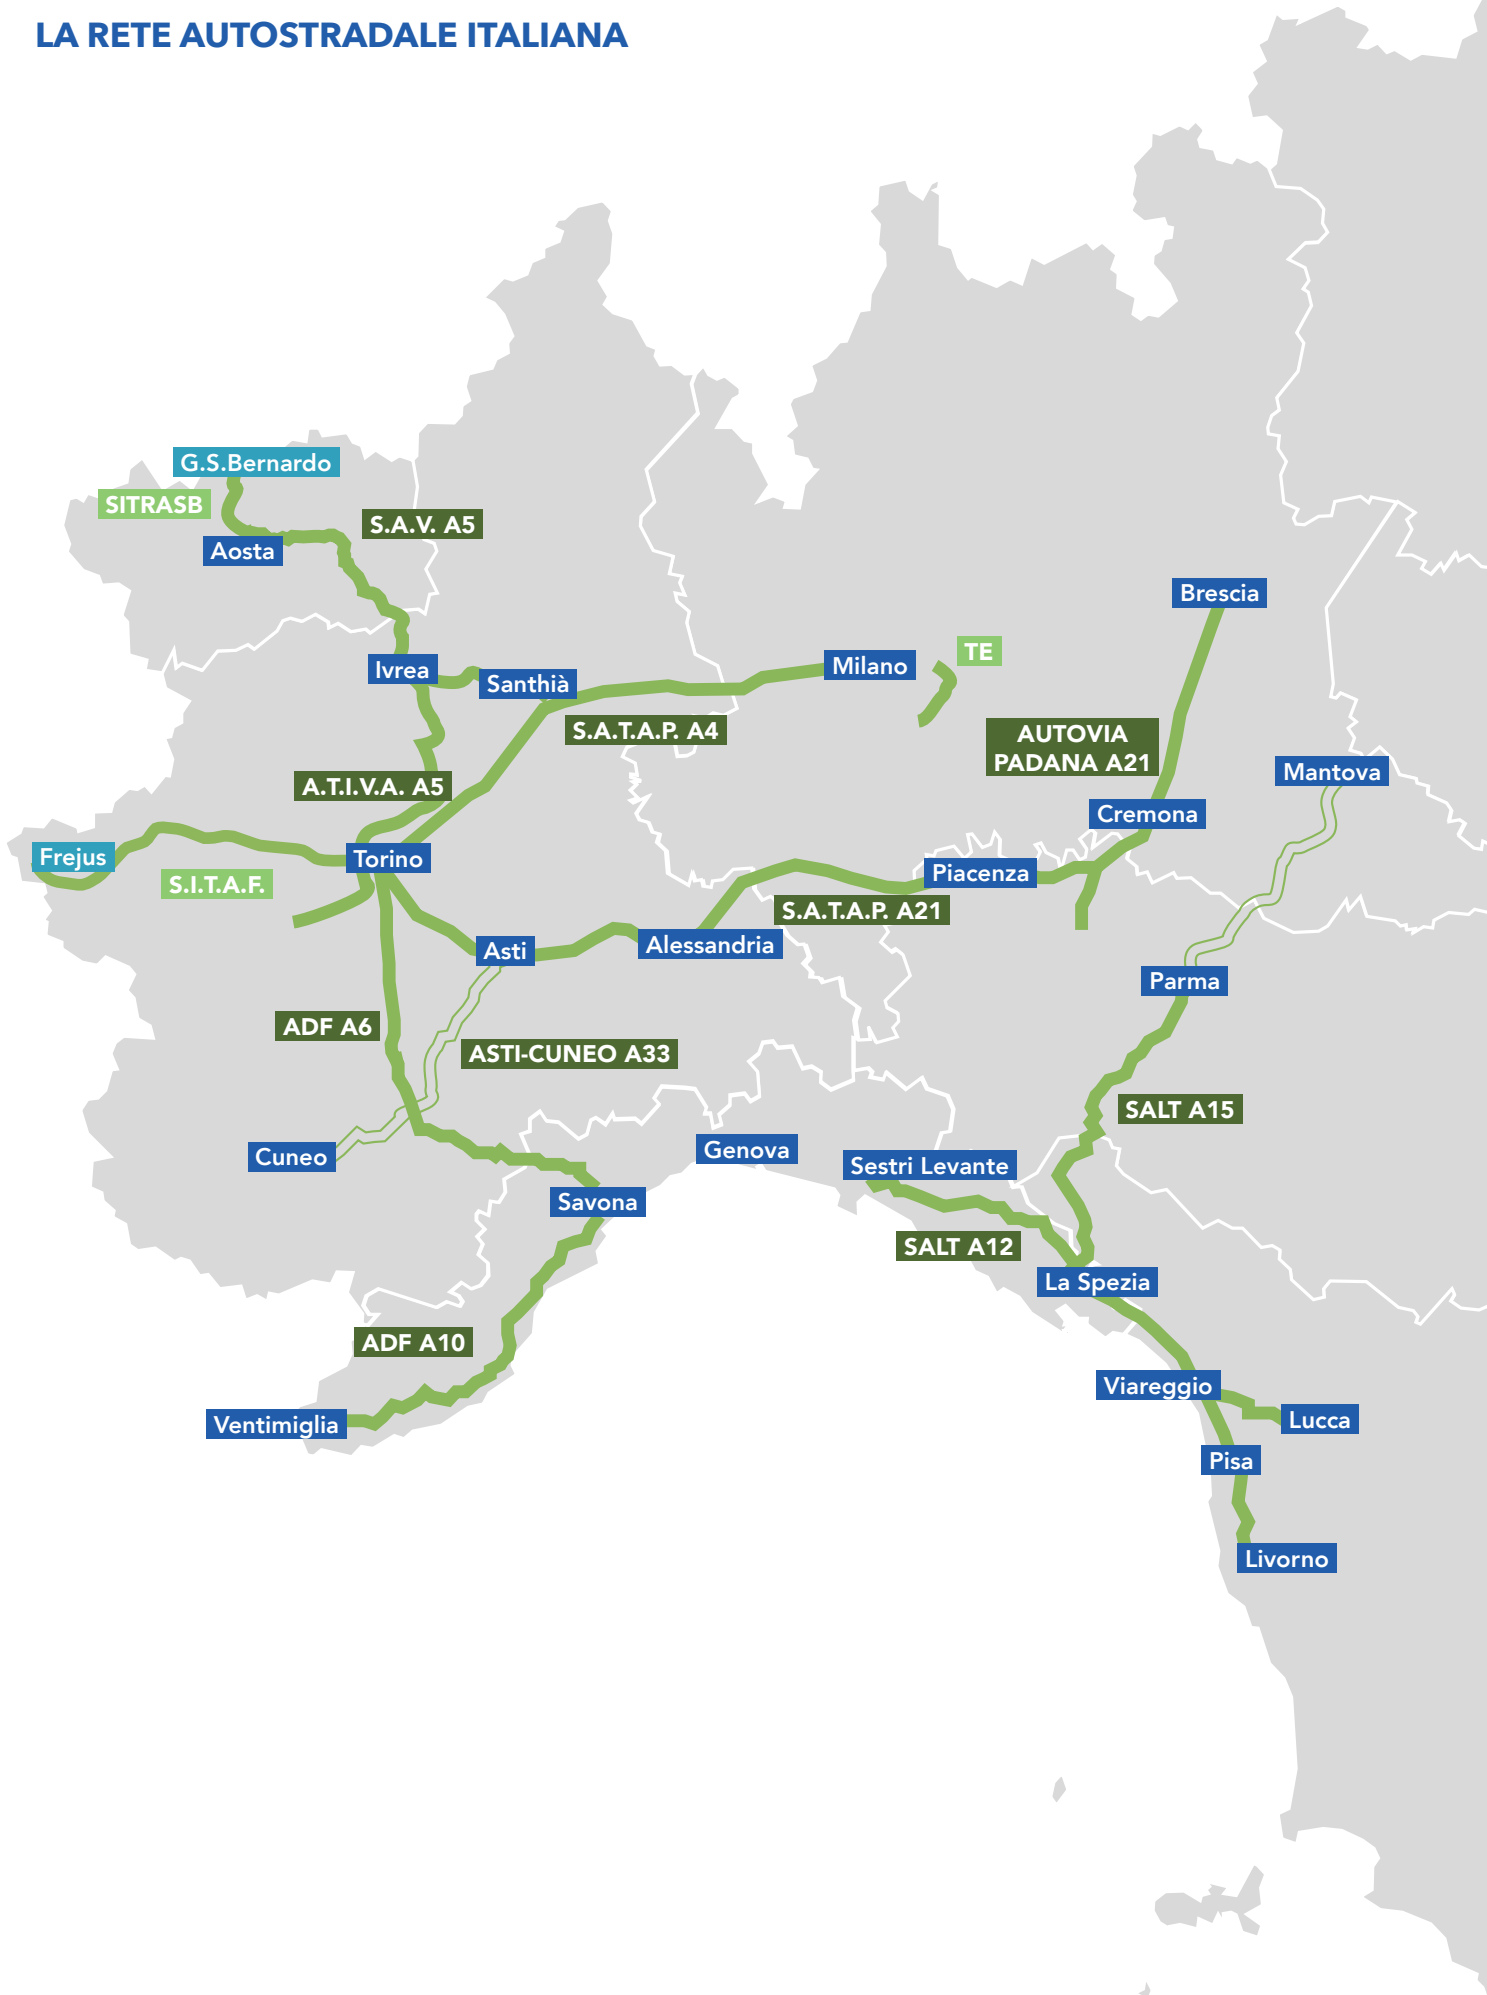 LA RETE AUTOSTRADALE ITALIANA
G.S.Bernardo
SITRASB
S.A.V. A5
Aosta
Brescia
TE
Milano
Ivrea
Santhià
S.A.T.A.P. A4
AUTOVIA
PADANA A21
Mantova
A.T.I.V.A. A5
Cremona
Frejus
Torino
Piacenza
S.I.T.A.F.
S.A.T.A.P. A21
Alessandria
Asti
Parma
ADF A6
ASTI-CUNEO A33
SALT A15
Genova
Cuneo
Sestri Levante
Savona
SALT A12
La Spezia
ADF A10
Viareggio
Lucca
Ventimiglia
Pisa
Livorno